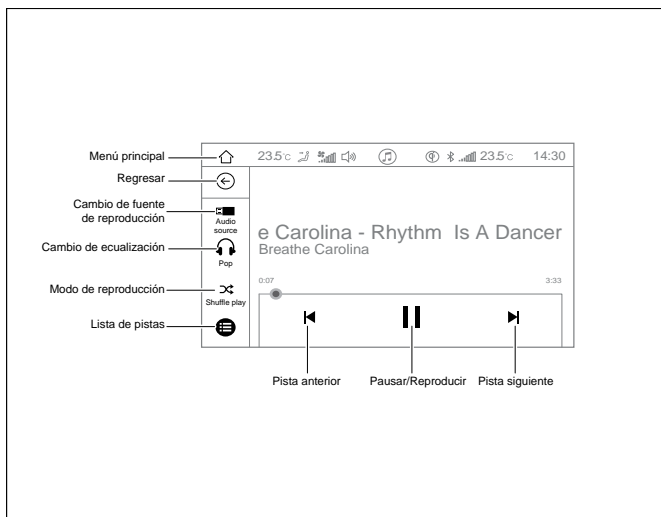 Menú principal
23.5°C
23.5°C
14:30
Regresar
Cambio de fuente
de reproducción
Audio
source
e Carolina - Rhythm Is A Dancer
Breathe Carolina
Cambio de ecualización
Pop
0:07
3:33
Modo de reproducción
Shuffle play
Lista de pistas
Pista anterior
Pausar/Reproducir
Pista siguiente